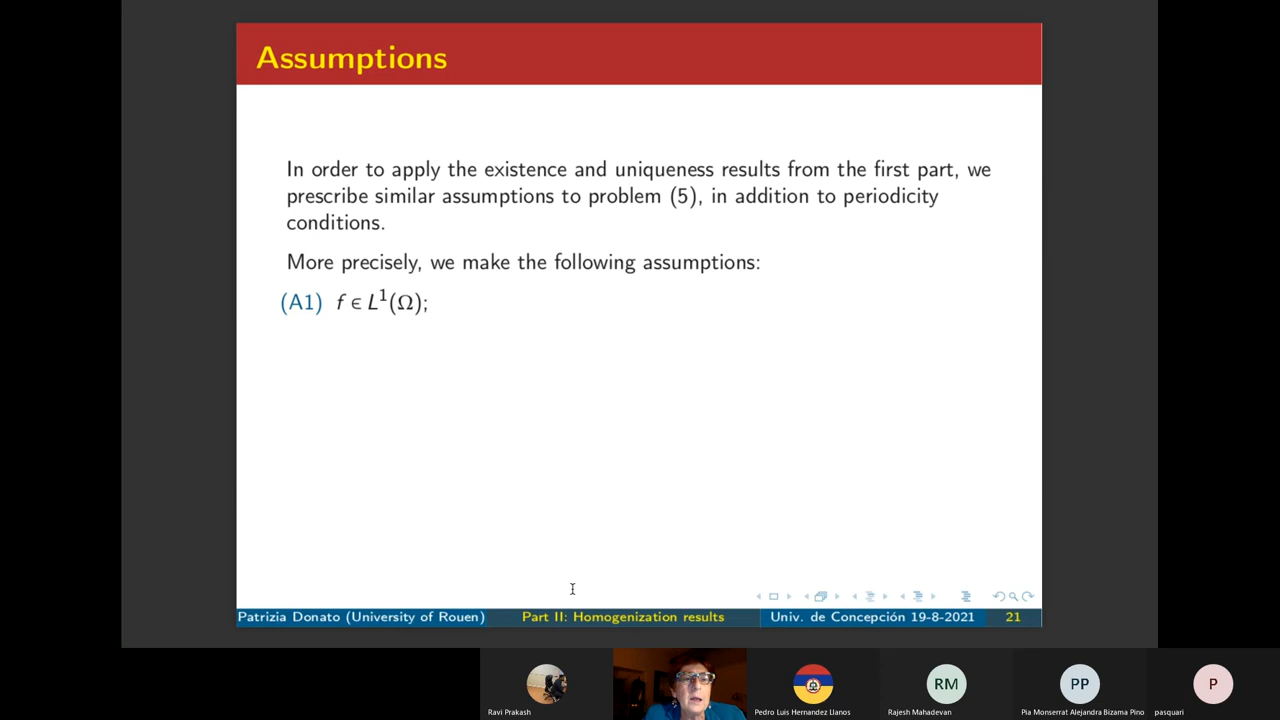 Assumptions
In order to apply the existence and uniqueness results from the first part, we
prescribe similar assumptions to problem (5), in addition to periodicity
conditions.
More precisely, we make the following assumptions:
(A1) f ∈ L¹(Ω);
Patrizia Donato (University of Rouen) Part II: Homogenization results Univ. de Concepción 19-8-2021 21
RM PP P
Ravi Prakash Pedro Luis Hernandez Llanos Rajesh Mahadevan Pia Monserrat Alejandra Bizama Pino pasquari